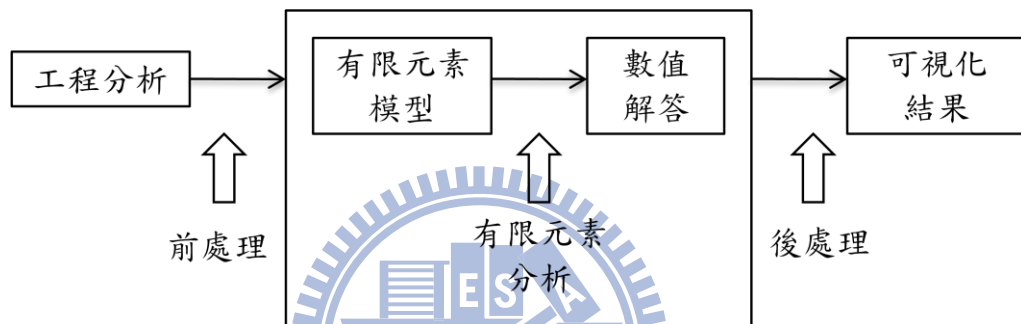 工程分析
有限元素
模型
數值
解答
可視化
結果
前處理
有限元素
分析
後處理
E S A